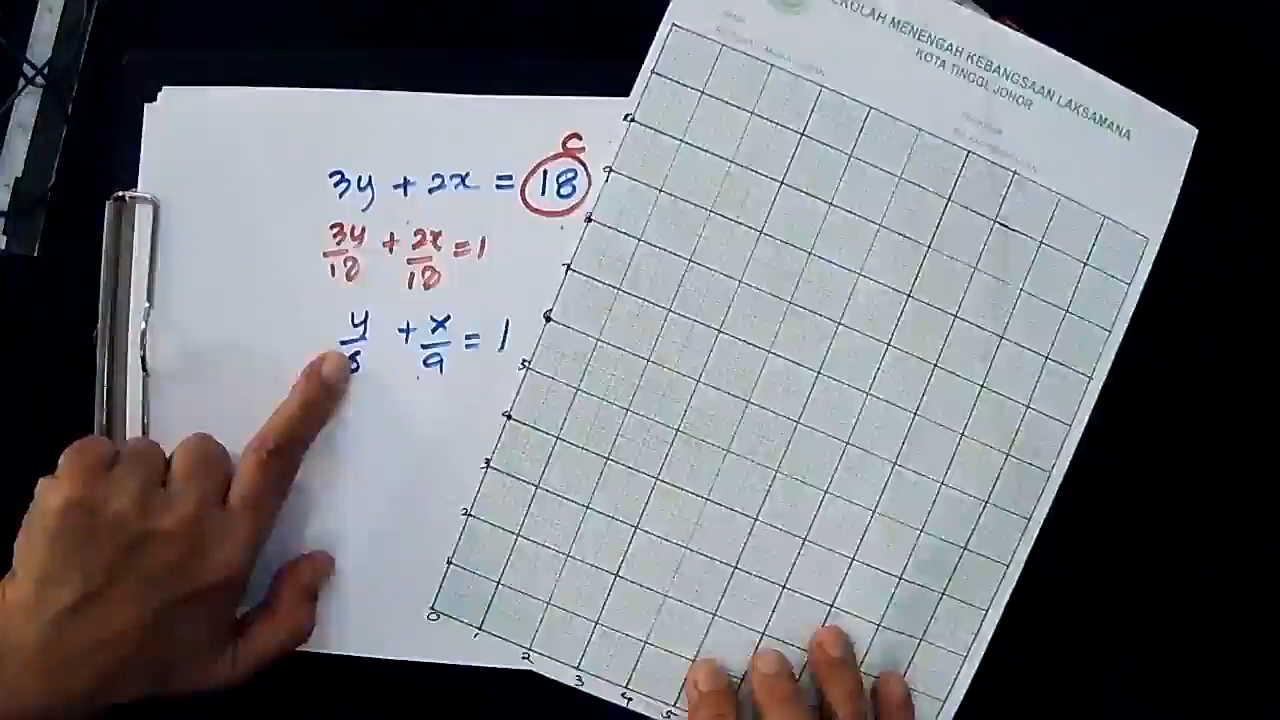 SEKOLAH MENENGAH KEBANGSAAN LAKSAMANA
KOTA TINGGI, JOHOR
C
3y + 2x = 18
3y/18 + 2x/18 = 1
y/6 + x/9 = 1
9
8
7
6
5
4
3
2
1
0
1
2
3
4
5